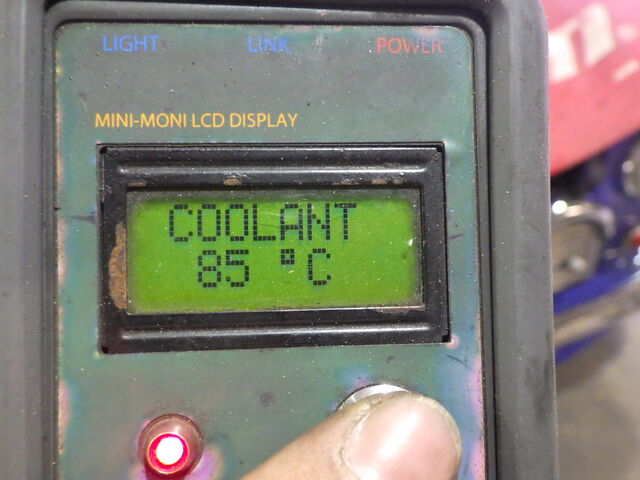 LIGHT LINK POWER
MINI-MONI LCD DISPLAY
COOLANT
85 °C